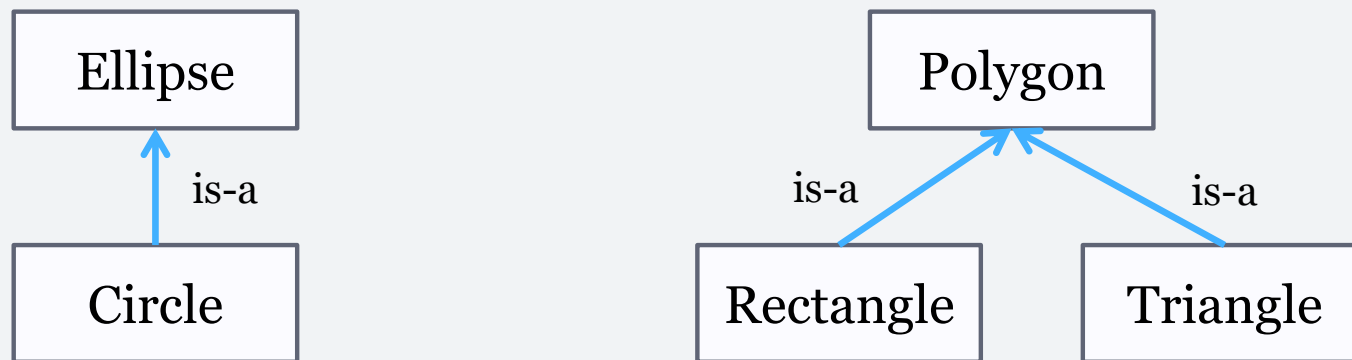 Ellipse
Polygon
is-a
is-a
is-a
Circle
Rectangle
Triangle